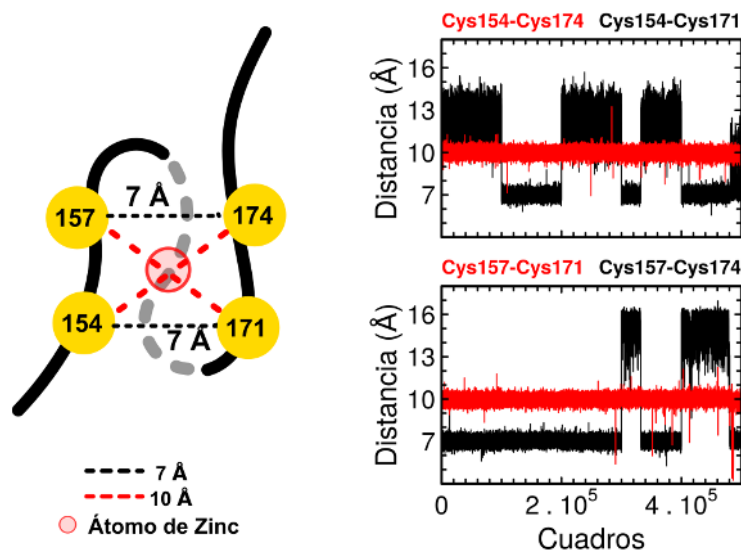 157
7 Å
174
154
7 Å
171
7 Å
10 Å
Átomo de Zinc
Cys154-Cys174 Cys154-Cys171
Distancia (Å)
16
13
10
7
Cys157-Cys171 Cys157-Cys174
Distancia (Å)
16
13
10
7
0 2.10⁵ 4.10⁵
Cuadros